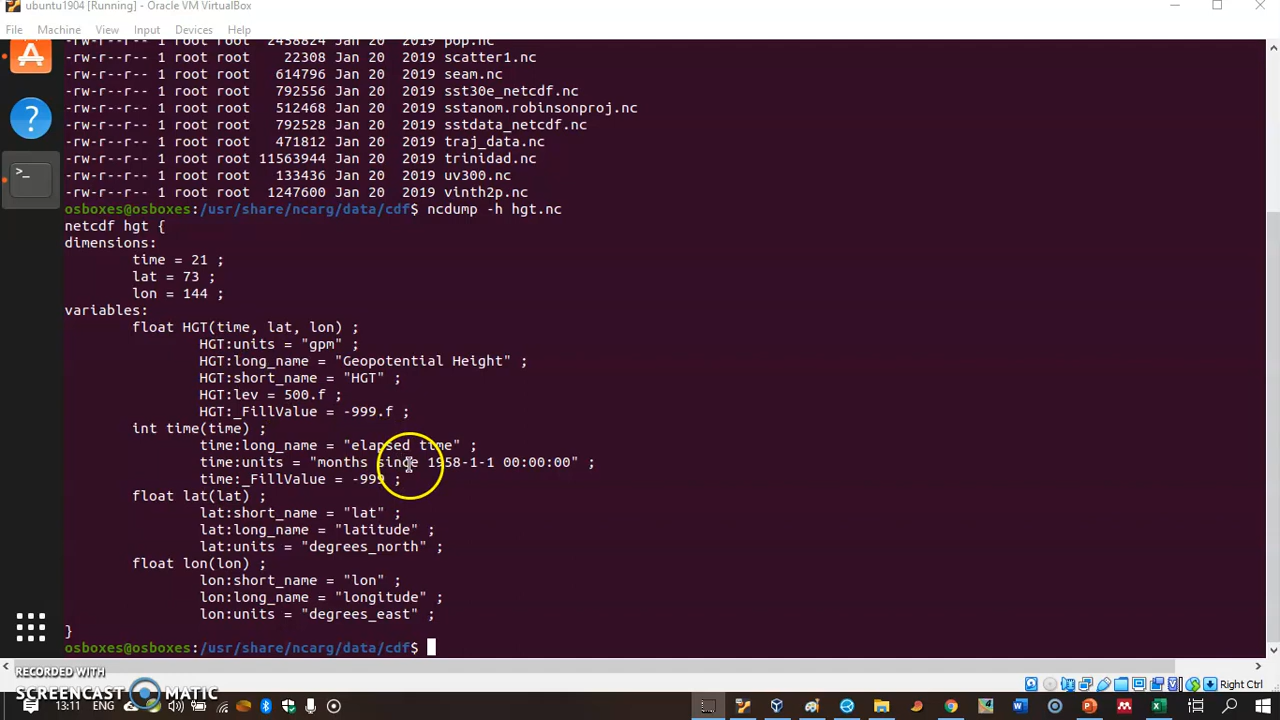 ubuntu1904 [Running] - Oracle VM VirtualBox
File Machine View Input Devices Help
-rw-r--r-- 1 root root 2458824 Jan 20 2019 pop.nc
-rw-r--r-- 1 root root 22308 Jan 20 2019 scatter1.nc
-rw-r--r-- 1 root root 614796 Jan 20 2019 seam.nc
-rw-r--r-- 1 root root 792556 Jan 20 2019 sst30e_netcdf.nc
-rw-r--r-- 1 root root 512468 Jan 20 2019 sstanom.robinsonproj.nc
-rw-r--r-- 1 root root 792528 Jan 20 2019 sstdata_netcdf.nc
-rw-r--r-- 1 root root 471812 Jan 20 2019 traj_data.nc
-rw-r--r-- 1 root root 11563944 Jan 20 2019 trinidad.nc
-rw-r--r-- 1 root root 133436 Jan 20 2019 uv300.nc
-rw-r--r-- 1 root root 1247600 Jan 20 2019 vinth2p.nc
osboxes@osboxes:/usr/share/ncarg/data/cdf$ ncdump -h hgt.nc
netcdf hgt {
dimensions:
time = 21 ;
lat = 73 ;
lon = 144 ;
variables:
float HGT(time, lat, lon) ;
HGT:units = "gpm" ;
HGT:long_name = "Geopotential Height" ;
HGT:short_name = "HGT" ;
HGT:lev = 500.f ;
HGT:_FillValue = -999.f ;
int time(time) ;
time:long_name = "elapsed time" ;
time:units = "months since 1958-1-1 00:00:00" ;
time:_FillValue = -999 ;
float lat(lat) ;
lat:short_name = "lat" ;
lat:long_name = "latitude" ;
lat:units = "degrees_north" ;
float lon(lon) ;
lon:short_name = "lon" ;
lon:long_name = "longitude" ;
lon:units = "degrees_east" ;
}
osboxes@osboxes:/usr/share/ncarg/data/cdf$
RECORDED WITH
SCREENCAST MATIC
Right Ctrl
13:11 ENG